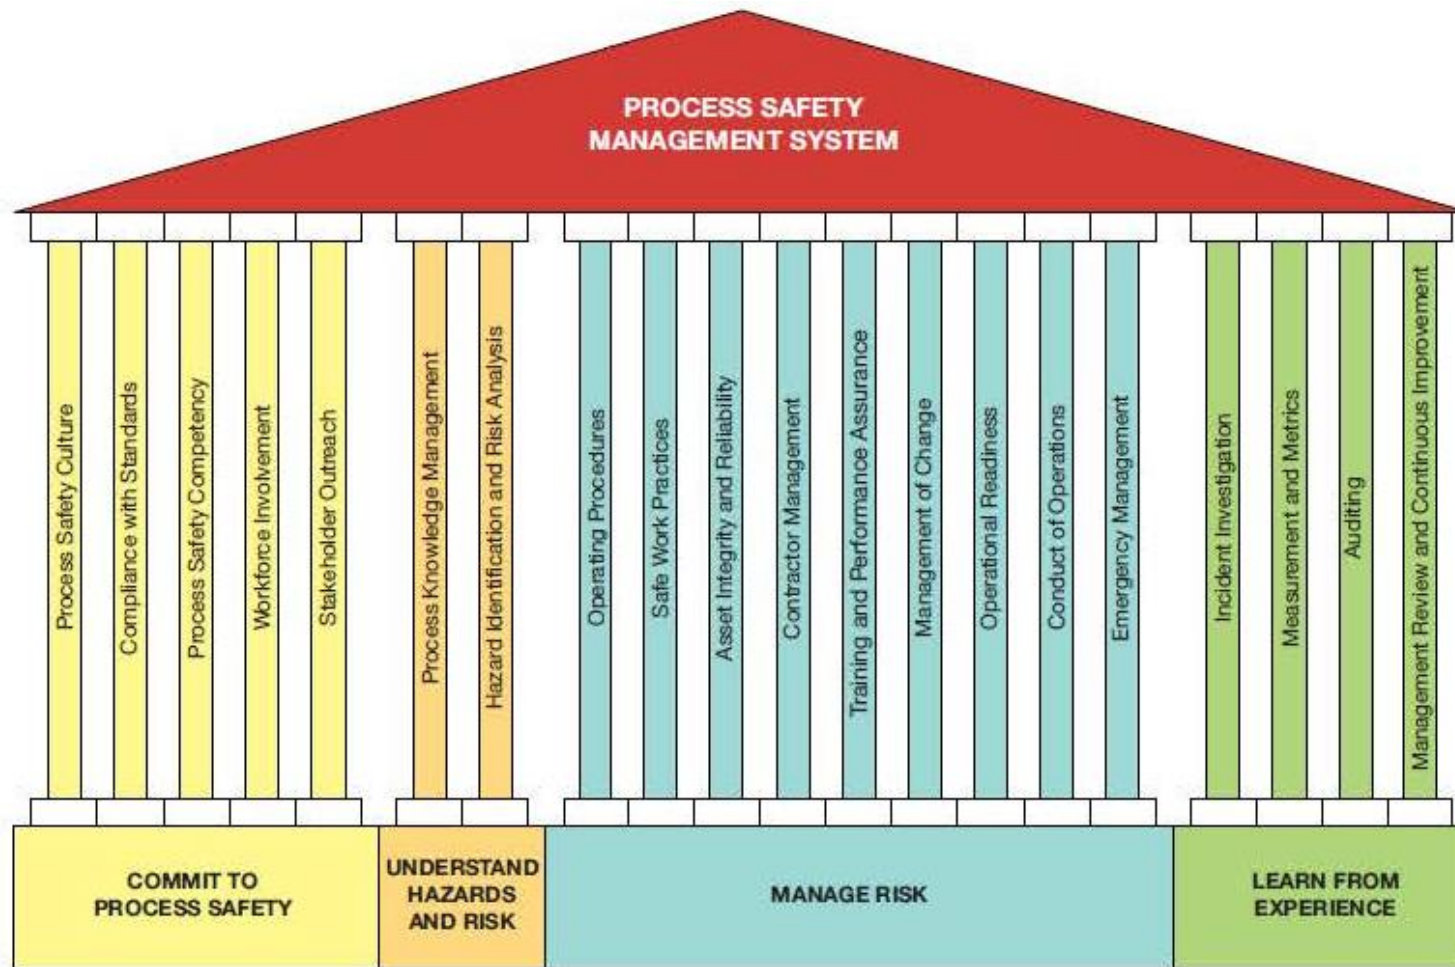 PROCESS SAFETY
MANAGEMENT SYSTEM
Process Safety Culture
Compliance with Standards
Process Safety Competency
Workforce Involvement
Stakeholder Outreach
Process Knowledge Management
Hazard Identification and Risk Analysis
Operating Procedures
Safe Work Practices
Asset Integrity and Reliability
Contractor Management
Training and Performance Assurance
Management of Change
Operational Readiness
Conduct of Operations
Emergency Management
Incident Investigation
Measurement and Metrics
Auditing
Management Review and Continuous Improvement
COMMIT TO
PROCESS SAFETY
UNDERSTAND
HAZARDS
AND RISK
MANAGE RISK
LEARN FROM
EXPERIENCE